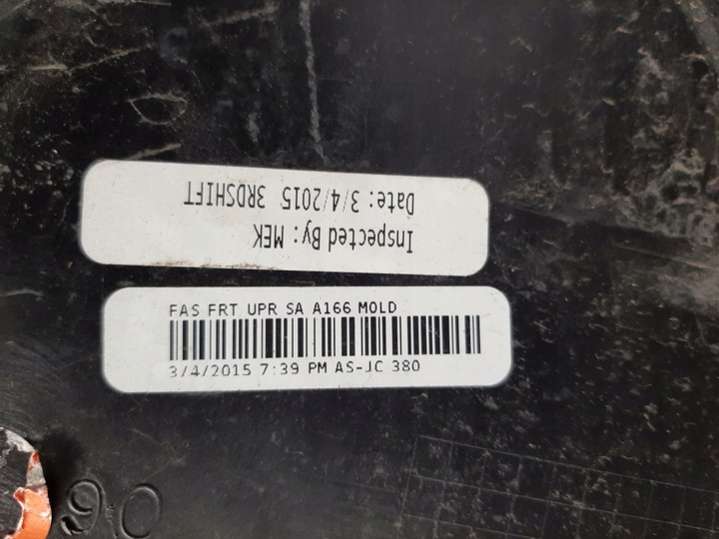 Inspected By: MEK
Date: 3/4/2015 3RDSHIFT
FAS FRT UPR SA A166 MOLD
3/4/2015 7:39 PM AS-JC 380